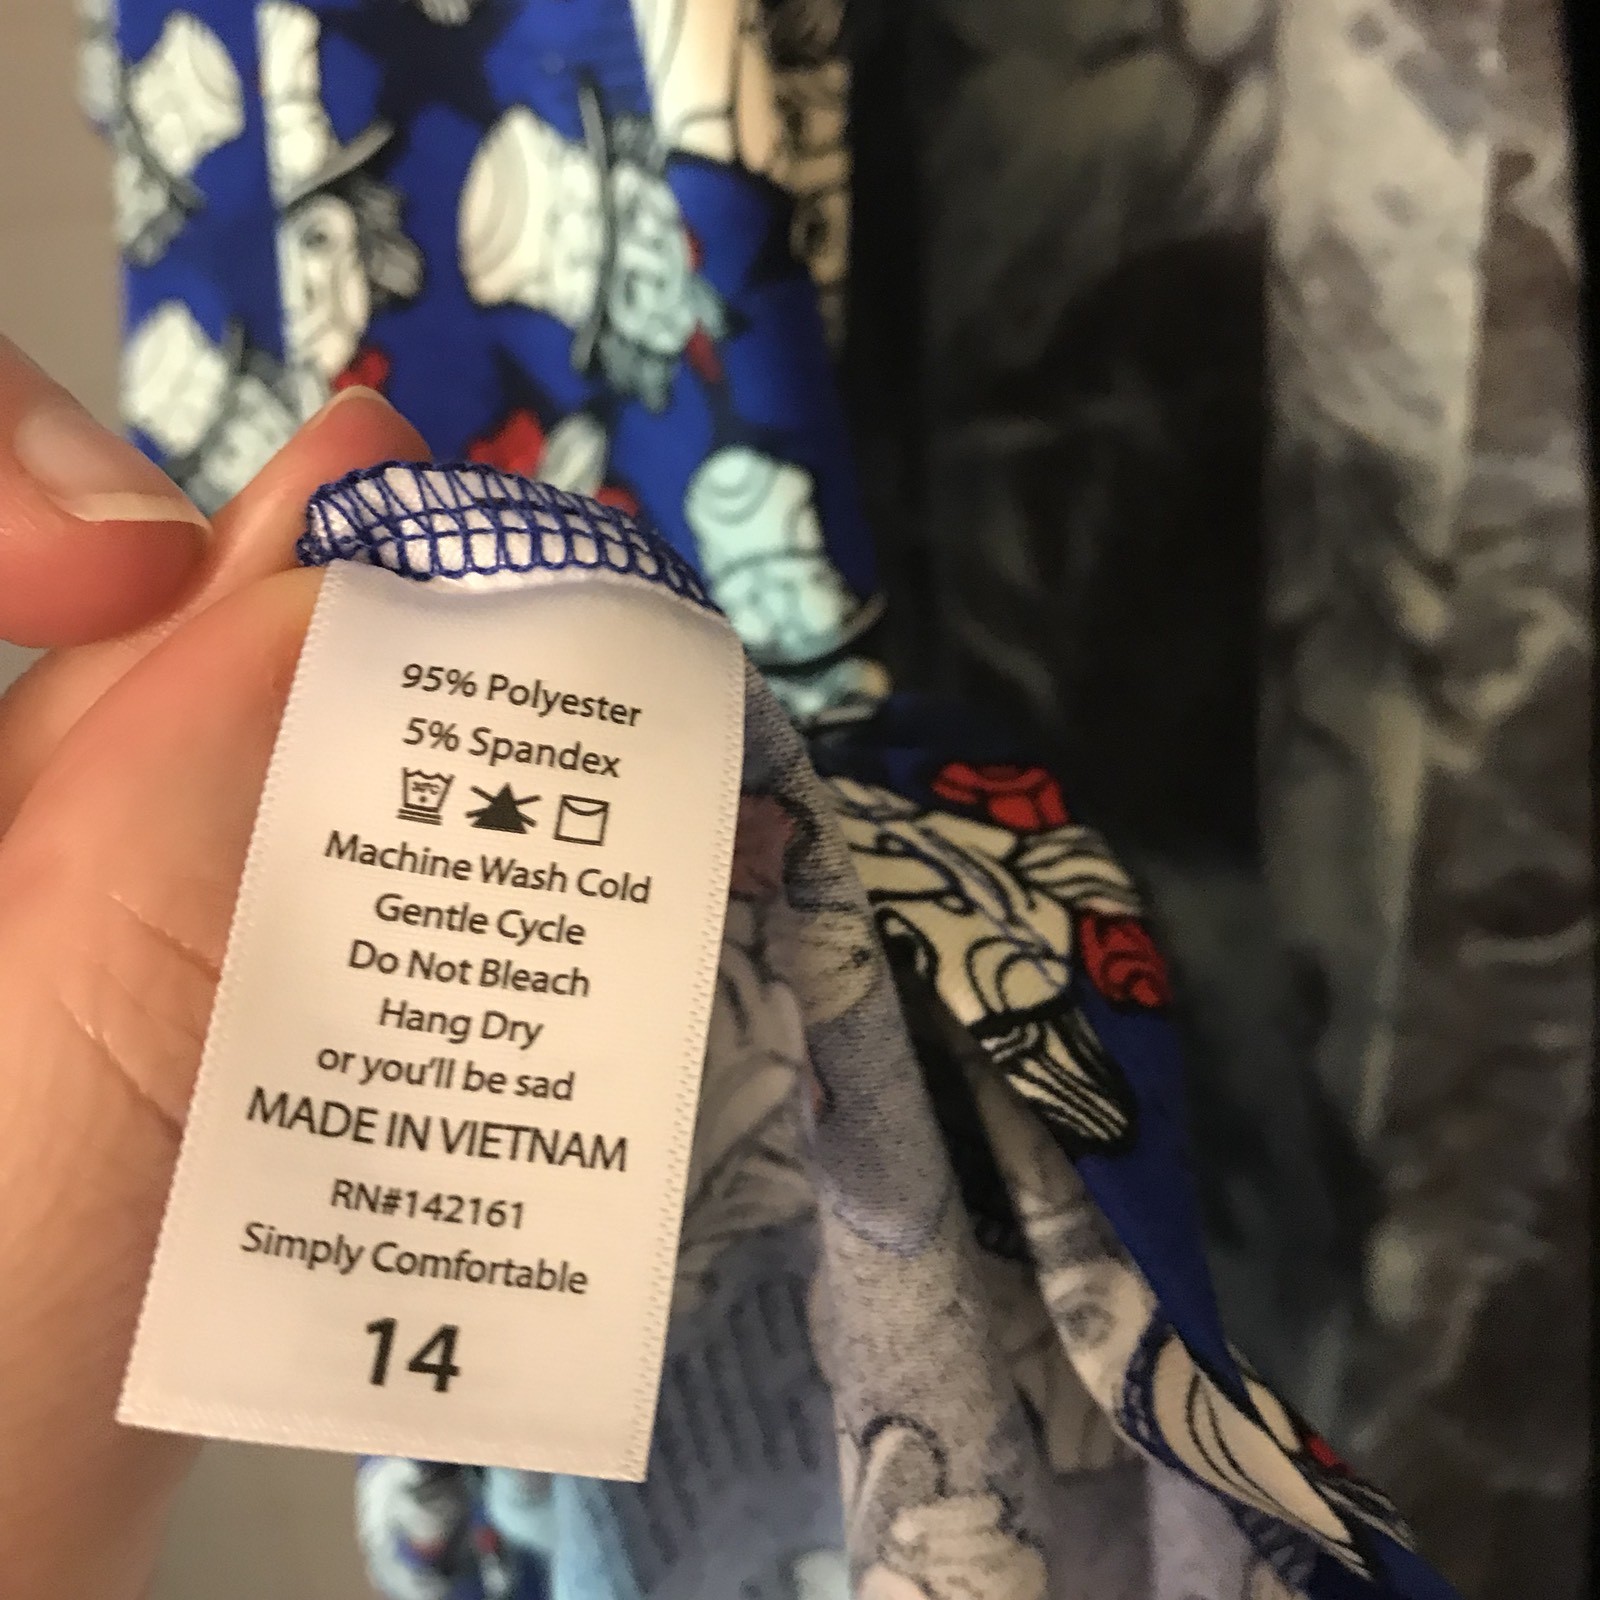 95% Polyester
5% Spandex
30°C
Machine Wash Cold
Gentle Cycle
Do Not Bleach
Hang Dry
or you'll be sad
MADE IN VIETNAM
RN#142161
Simply Comfortable
14